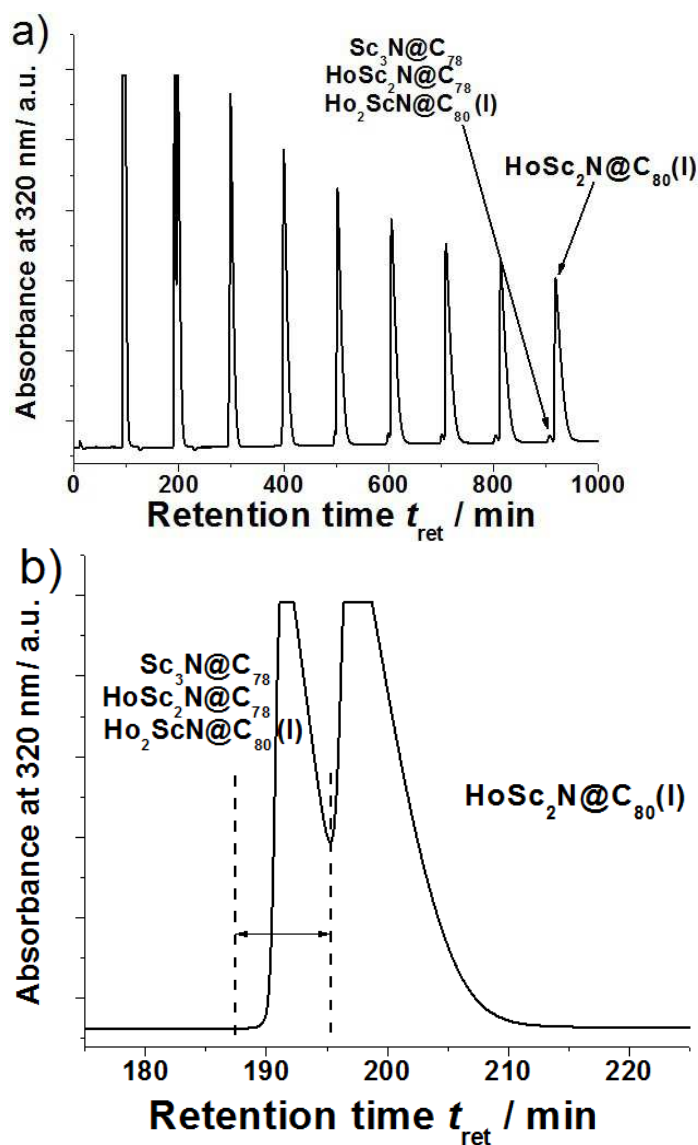 a)
Sc₃N@C₇₈
HoSc₂N@C₇₈
Ho₂ScN@C₈₀(I)
HoSc₂N@C₈₀(I)
Absorbance at 320 nm/ a.u.
0 200 400 600 800 1000
Retention time t_ret / min
b)
Sc₃N@C₇₈
HoSc₂N@C₇₈
Ho₂ScN@C₈₀(I)
HoSc₂N@C₈₀(I)
Absorbance at 320 nm/ a.u.
180 190 200 210 220
Retention time t_ret / min